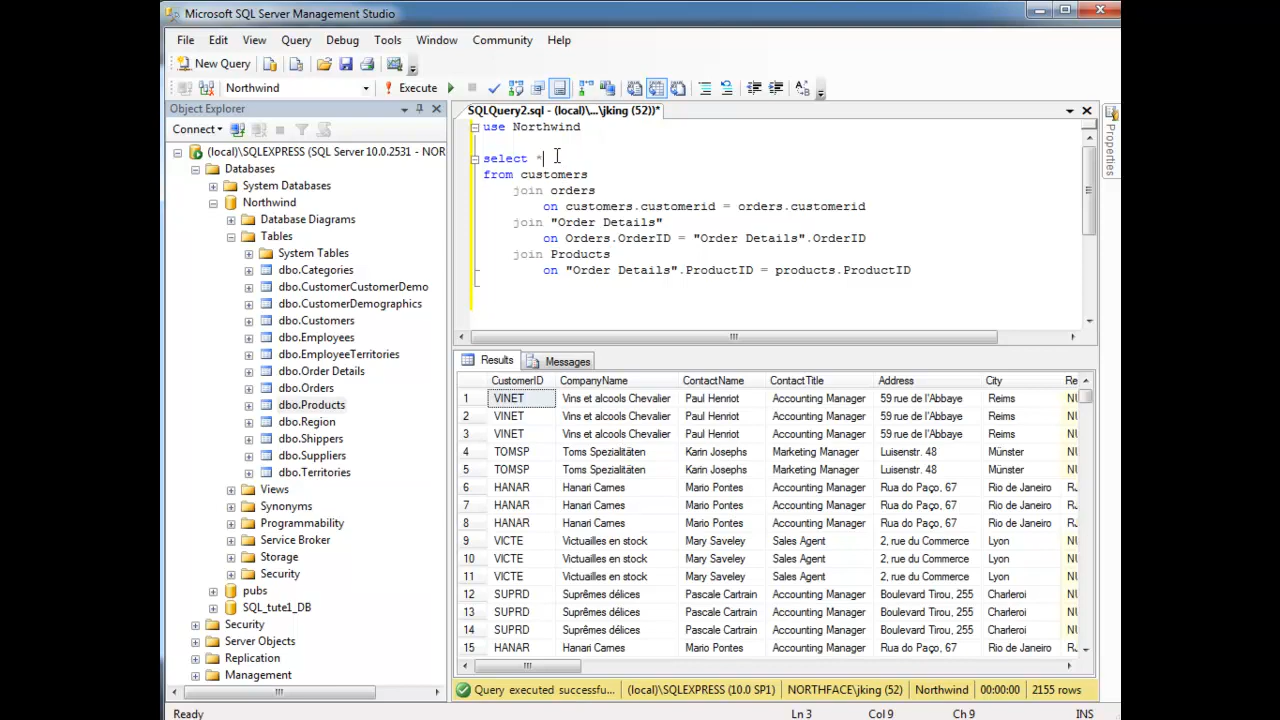 Microsoft SQL Server Management Studio
File Edit View Query Debug Tools Window Community Help
New Query
Northwind Execute
Object Explorer
Connect
(local)\SQLEXPRESS (SQL Server 10.0.2531 - NOR
Databases
System Databases
Northwind
Database Diagrams
Tables
System Tables
dbo.Categories
dbo.CustomerCustomerDemo
dbo.CustomerDemographics
dbo.Customers
dbo.Employees
dbo.EmployeeTerritories
dbo.Order Details
dbo.Orders
dbo.Products
dbo.Region
dbo.Shippers
dbo.Suppliers
dbo.Territories
Views
Synonyms
Programmability
Service Broker
Storage
Security
pubs
SQL_tute1_DB
Security
Server Objects
Replication
Management
SQLQuery2.sql - (local)\...\jking (52))*
use Northwind
select *
from customers
join orders
on customers.customerid = orders.customerid
join "Order Details"
on Orders.OrderID = "Order Details".OrderID
join Products
on "Order Details".ProductID = products.ProductID
Properties
Results Messages
CustomerID CompanyName ContactName ContactTitle Address City Re
1 VINET Vins et alcools Chevalier Paul Henriot Accounting Manager 59 rue de l'Abbaye Reims NU
2 VINET Vins et alcools Chevalier Paul Henriot Accounting Manager 59 rue de l'Abbaye Reims NU
3 VINET Vins et alcools Chevalier Paul Henriot Accounting Manager 59 rue de l'Abbaye Reims NU
4 TOMSP Toms Spezialitäten Karin Josephs Marketing Manager Luisenstr. 48 Münster NU
5 TOMSP Toms Spezialitäten Karin Josephs Marketing Manager Luisenstr. 48 Münster NU
6 HANAR Hanari Carnes Mario Pontes Accounting Manager Rua do Paço, 67 Rio de Janeiro RJ
7 HANAR Hanari Carnes Mario Pontes Accounting Manager Rua do Paço, 67 Rio de Janeiro RJ
8 HANAR Hanari Carnes Mario Pontes Accounting Manager Rua do Paço, 67 Rio de Janeiro RJ
9 VICTE Victuailles en stock Mary Saveley Sales Agent 2, rue du Commerce Lyon NU
10 VICTE Victuailles en stock Mary Saveley Sales Agent 2, rue du Commerce Lyon NU
11 VICTE Victuailles en stock Mary Saveley Sales Agent 2, rue du Commerce Lyon NU
12 SUPRD Suprêmes délices Pascale Cartrain Accounting Manager Boulevard Tirou, 255 Charleroi NU
13 SUPRD Suprêmes délices Pascale Cartrain Accounting Manager Boulevard Tirou, 255 Charleroi NU
14 SUPRD Suprêmes délices Pascale Cartrain Accounting Manager Boulevard Tirou, 255 Charleroi NU
15 HANAR Hanari Carnes Mario Pontes Accounting Manager Rua do Paço, 67 Rio de Janeiro RJ
Query executed successfu... (local)\SQLEXPRESS (10.0 SP1) NORTHFACE\jking (52) Northwind 00:00:00 2155 rows
Ready Ln 3 Col 9 Ch 9 INS